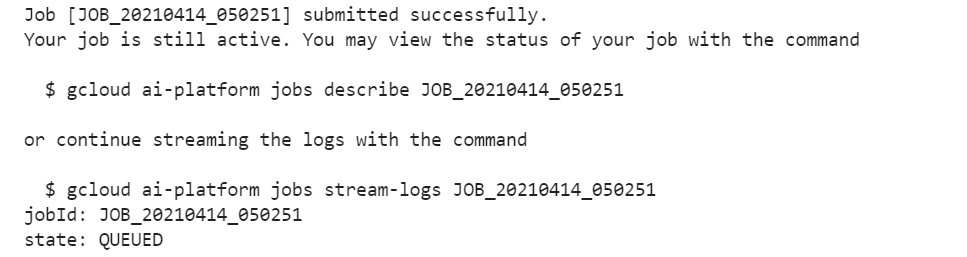 Job [JOB_20210414_050251] submitted successfully.
Your job is still active. You may view the status of your job with the command
$ gcloud ai-platform jobs describe JOB_20210414_050251
or continue streaming the logs with the command
$ gcloud ai-platform jobs stream-logs JOB_20210414_050251
jobId: JOB_20210414_050251
state: QUEUED